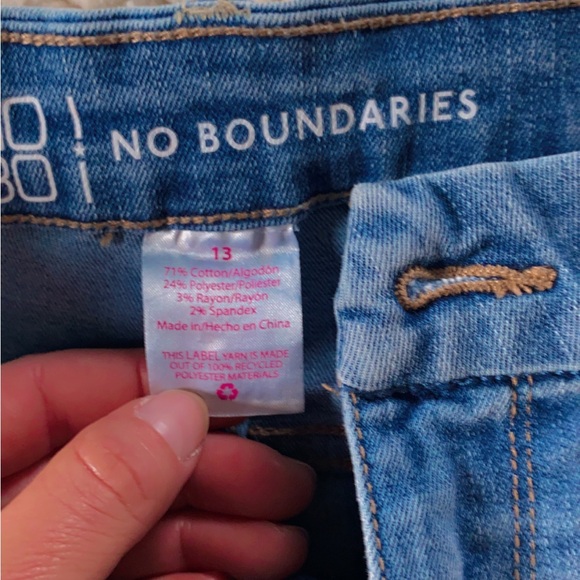 NO BOUNDARIES
13
71% Cotton/Algodón
24% Polyester/Poliester
3% Rayon/Rayón
2% Spandex
Made in/Hecho en China
THIS LABEL YARN IS MADE
OUT OF 100% RECYCLED
POLYESTER MATERIALS